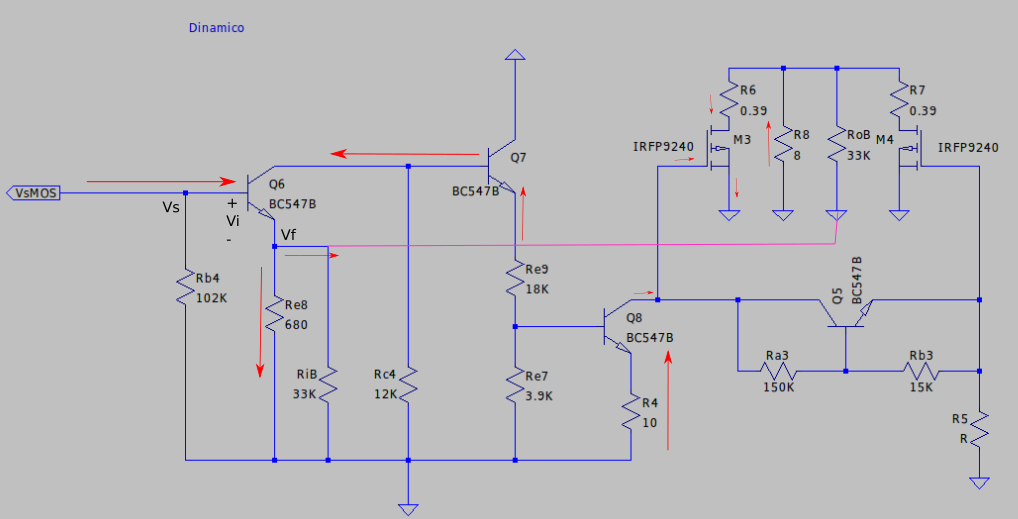 Dinamico
VsMOS
Vs
Q6
BC547B
+
Vi
-
Vf
Rb4
102K
Re8
680
RiB
33K
Rc4
12K
Q7
BC547B
Re9
18K
Re7
3.9K
Q8
BC547B
R4
10
IRFP9240
M3
R6
0.39
R8
8
RoB
33K
R7
0.39
M4
IRFP9240
Q5
BC547B
Ra3
150K
Rb3
15K
R5
R